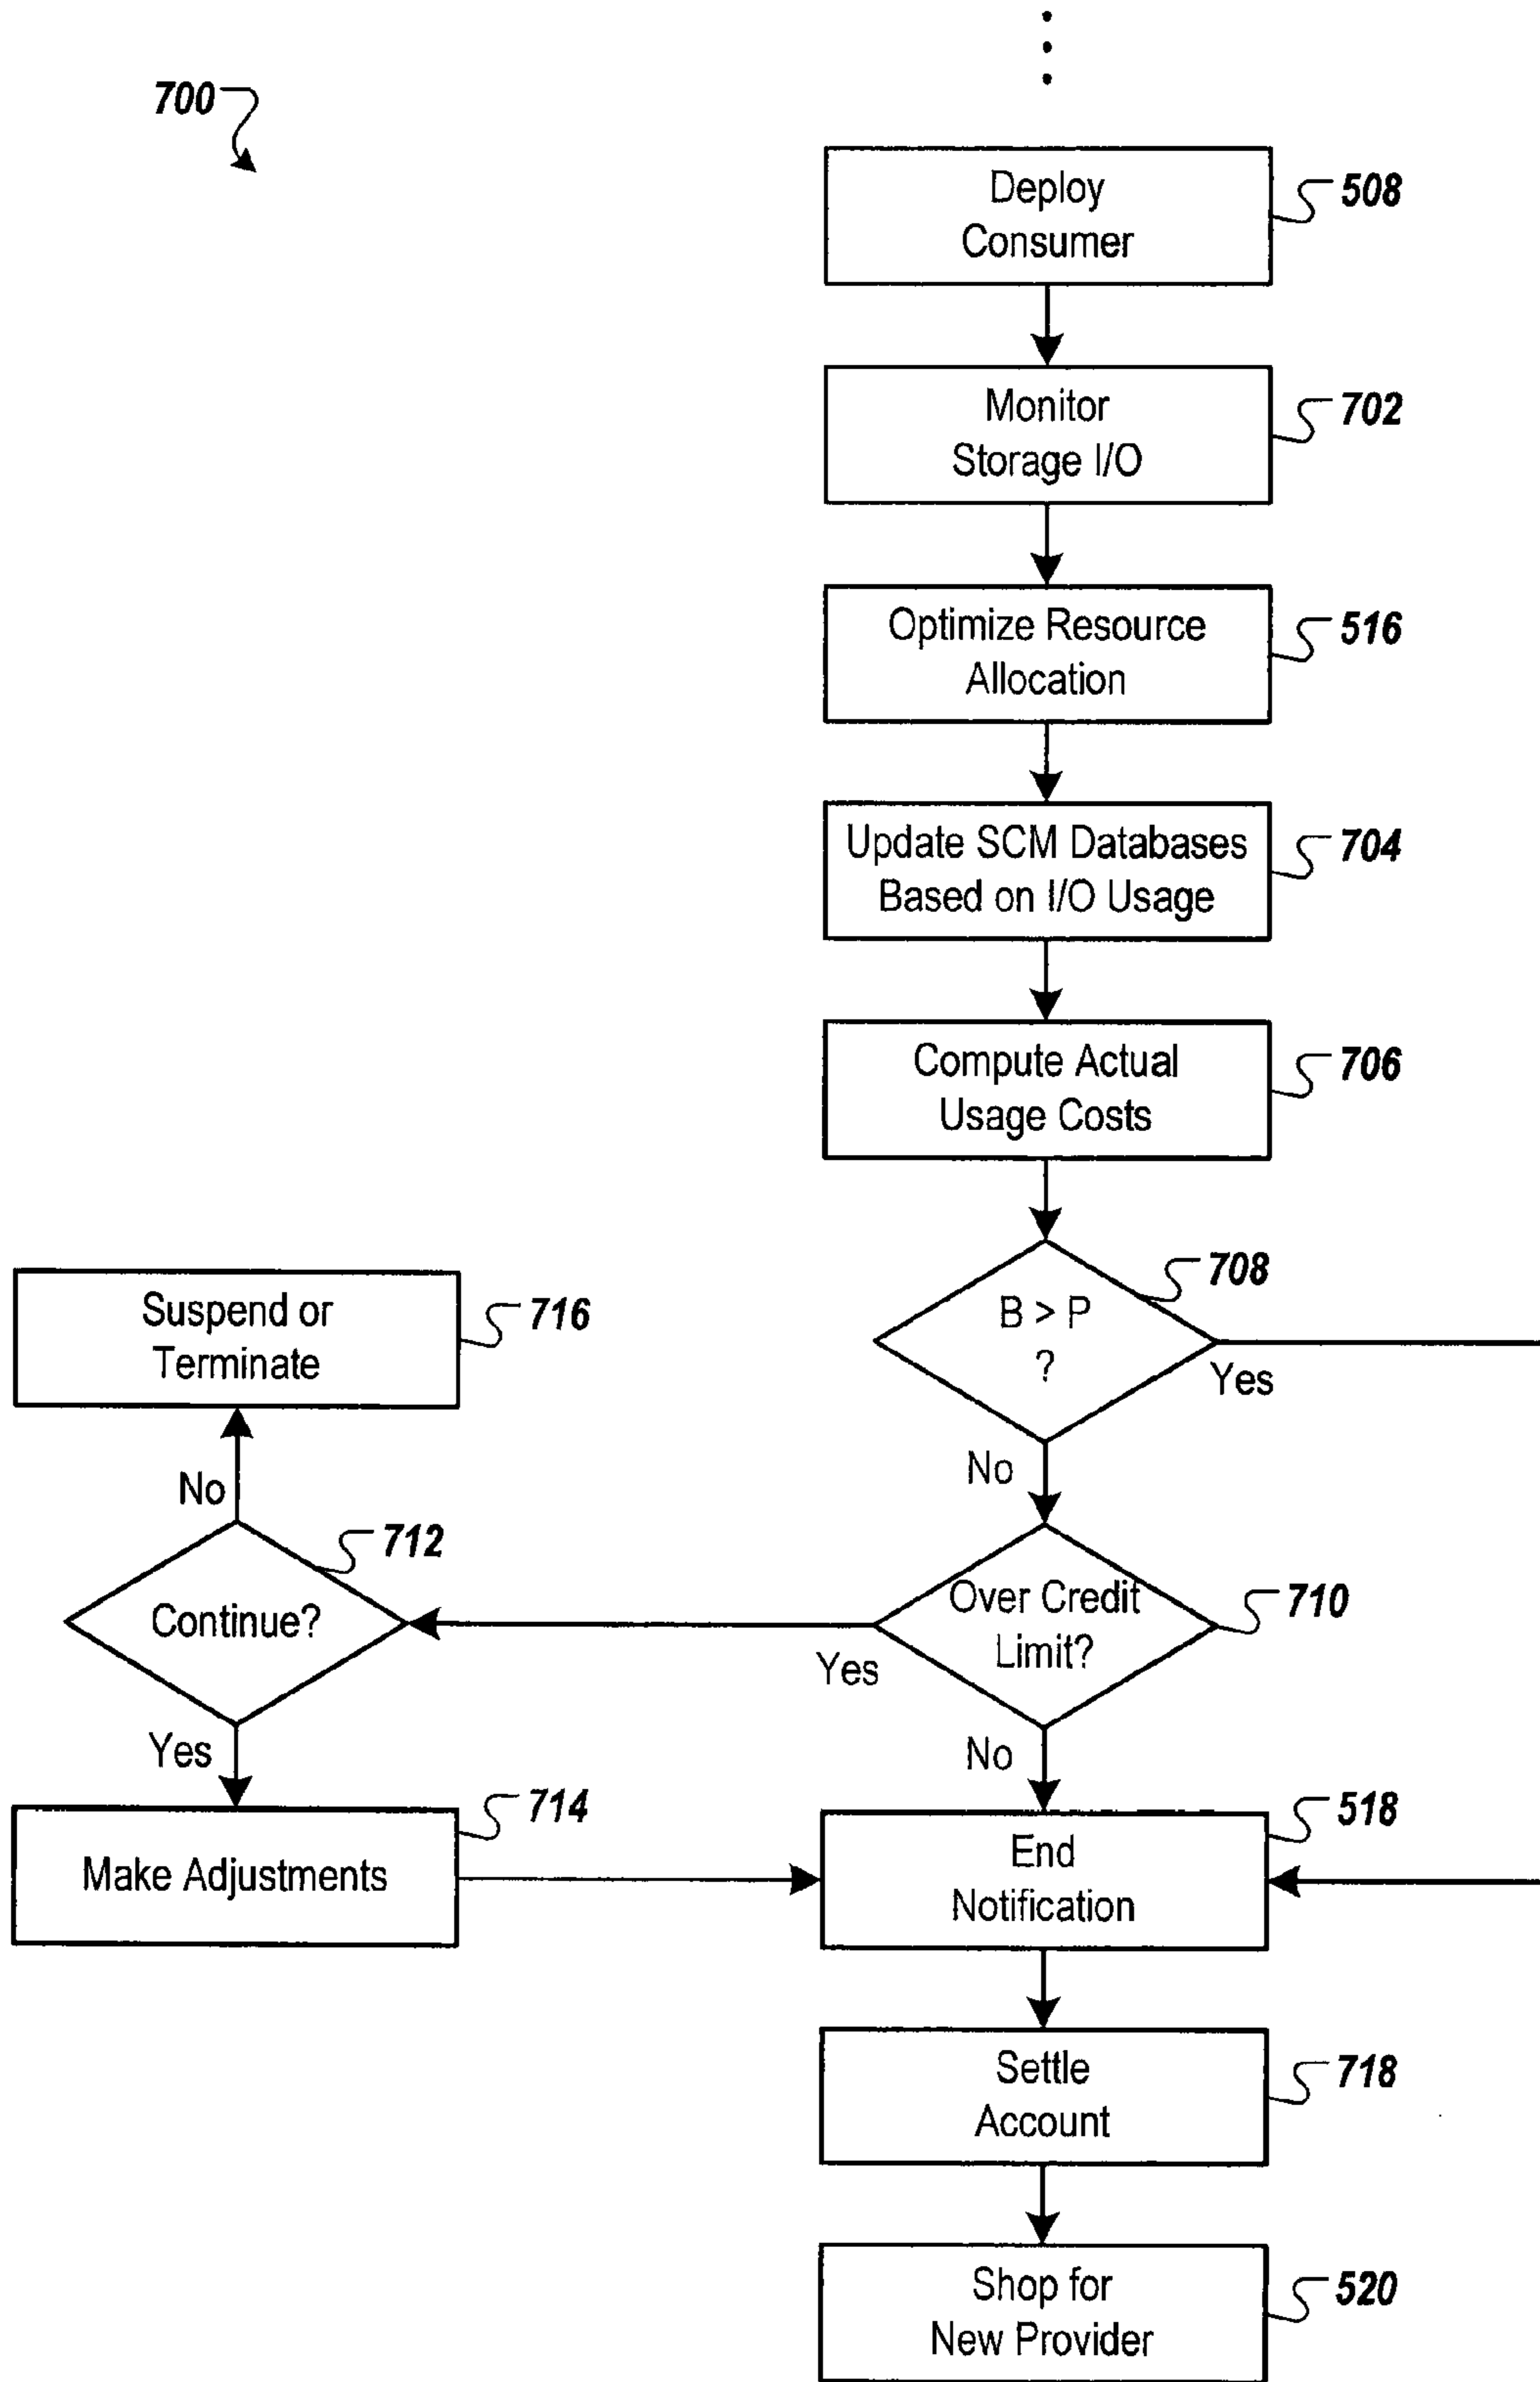 700
Deploy
Consumer
508
Monitor
Storage I/O
702
Optimize Resource
Allocation
516
Update SCM Databases
Based on I/O Usage
704
Compute Actual
Usage Costs
706
B > P
?
708
Yes
No
Suspend or
Terminate
716
No
Continue?
712
Yes
Over Credit
Limit?
710
Yes
No
Make Adjustments
714
End
Notification
518
Settle
Account
718
Shop for
New Provider
520